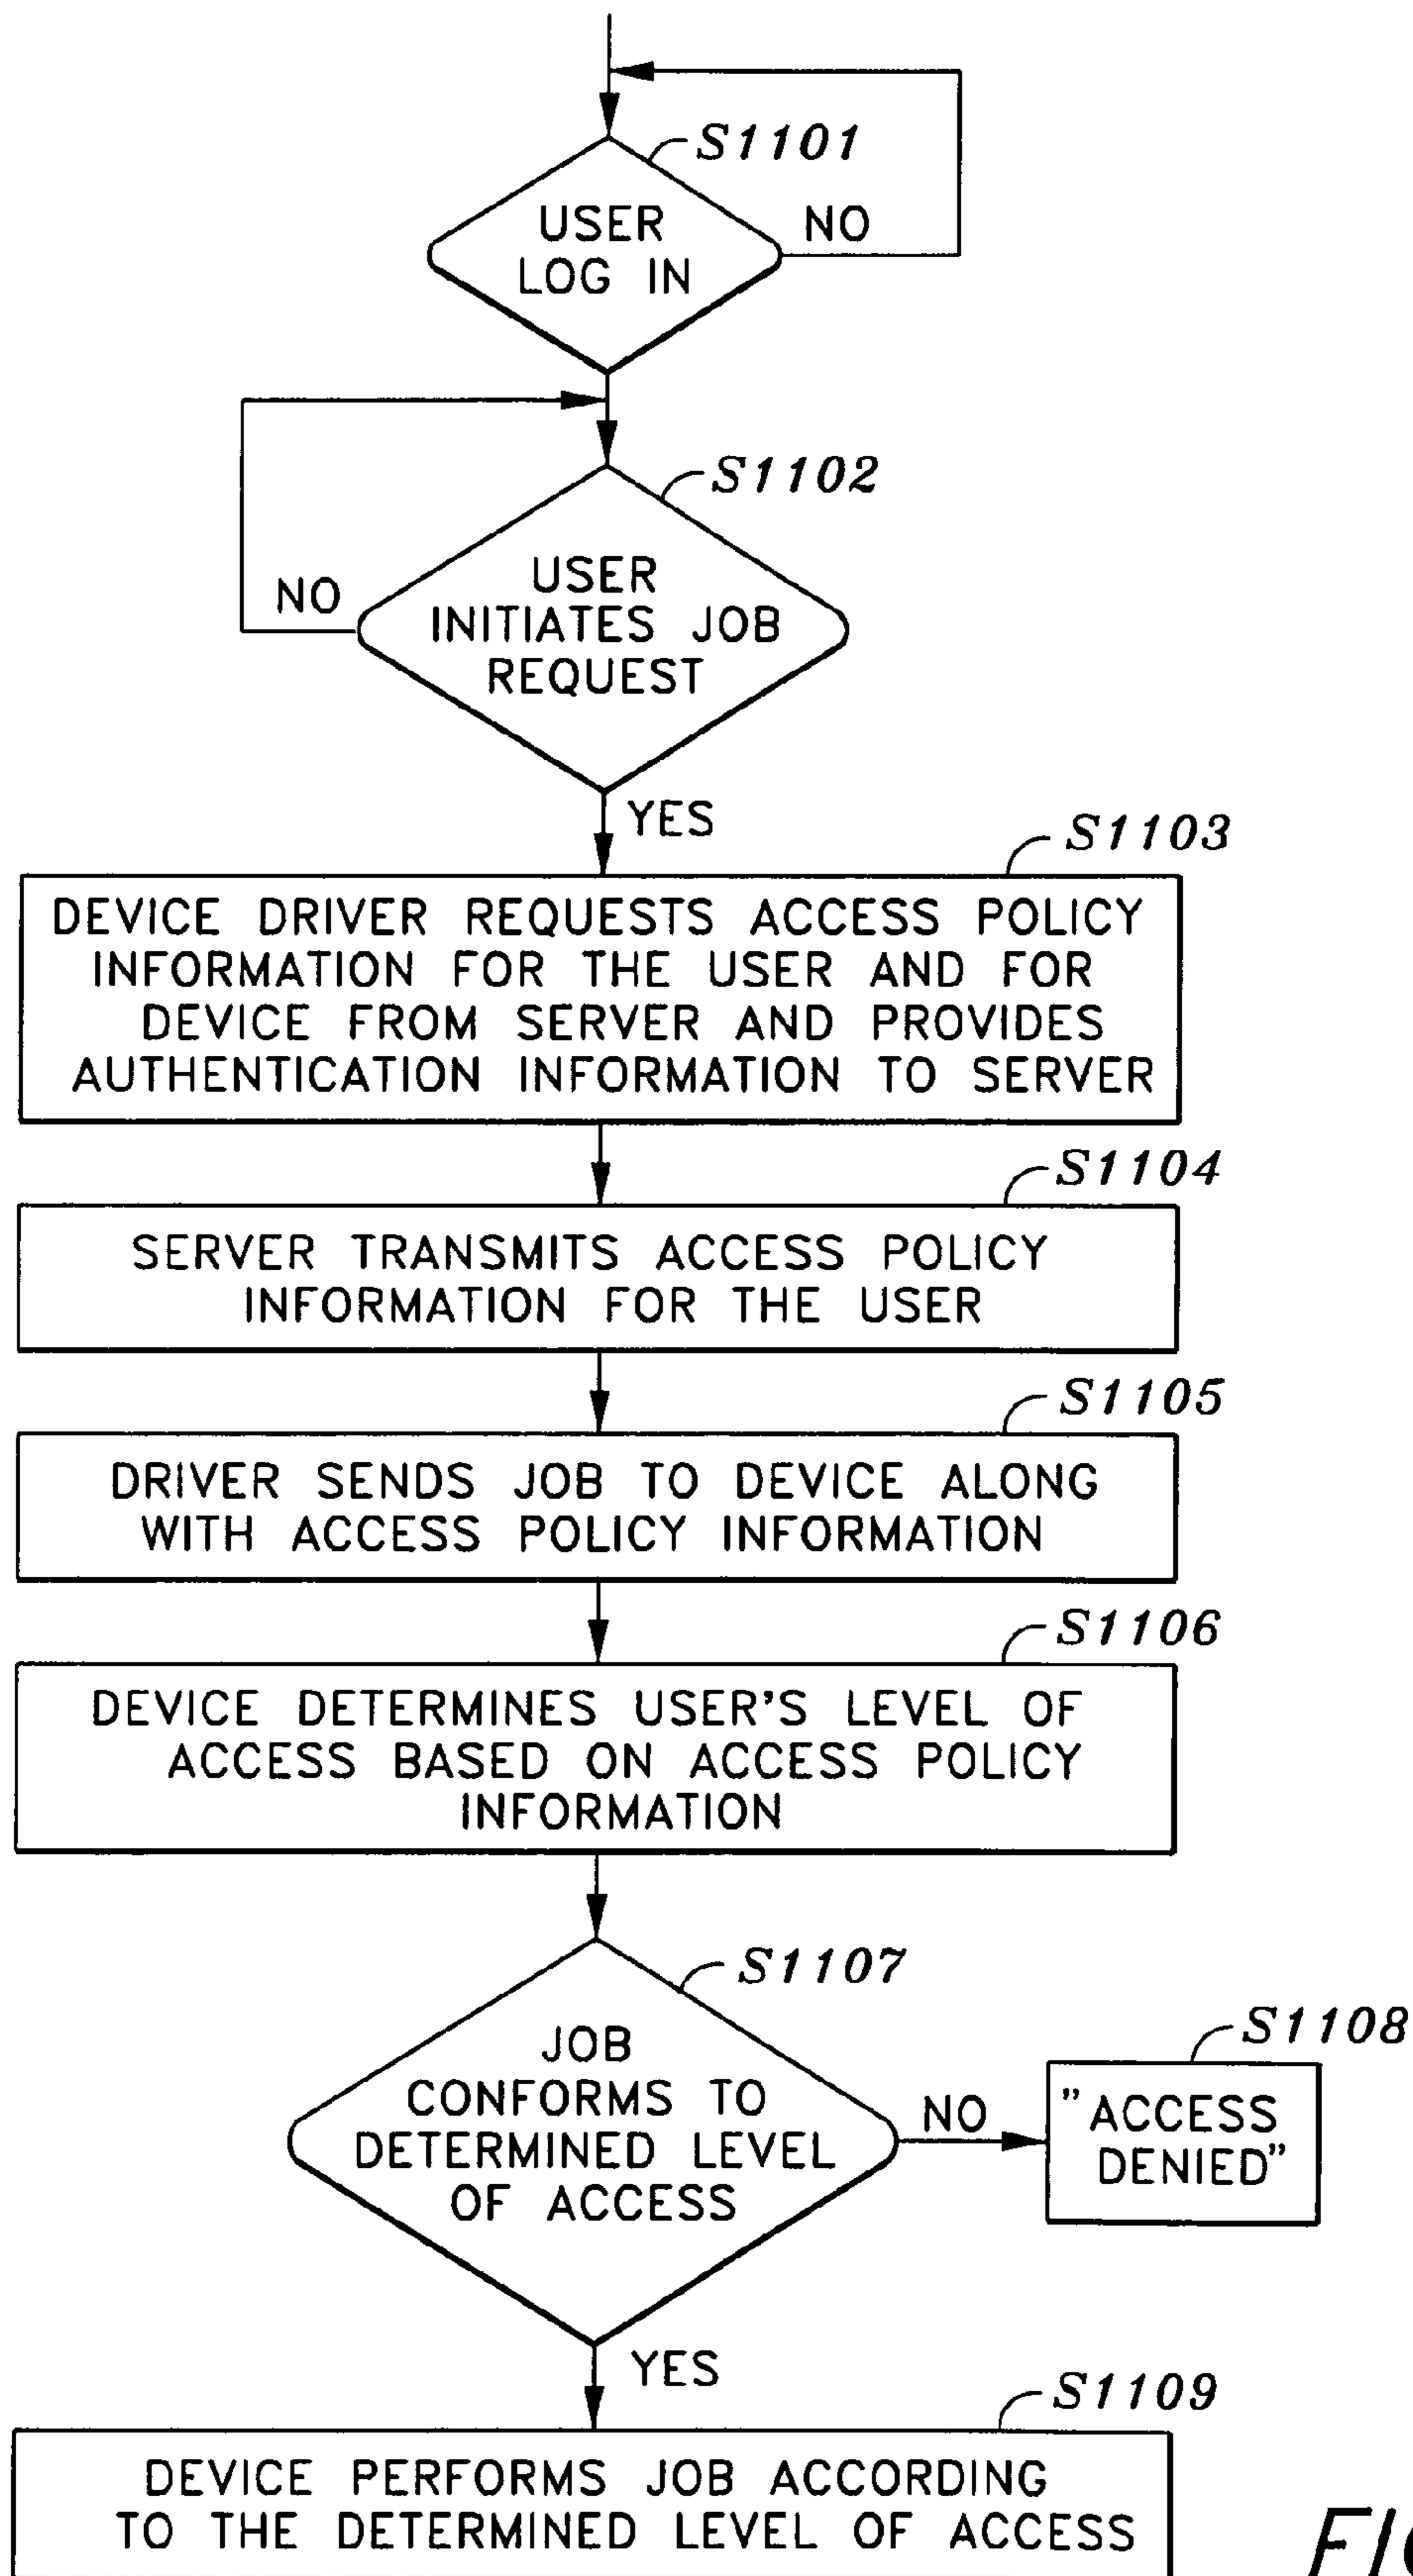 S1101
USER
LOG IN
NO
S1102
USER
INITIATES JOB
REQUEST
NO
YES
S1103
DEVICE DRIVER REQUESTS ACCESS POLICY
INFORMATION FOR THE USER AND FOR
DEVICE FROM SERVER AND PROVIDES
AUTHENTICATION INFORMATION TO SERVER
S1104
SERVER TRANSMITS ACCESS POLICY
INFORMATION FOR THE USER
S1105
DRIVER SENDS JOB TO DEVICE ALONG
WITH ACCESS POLICY INFORMATION
S1106
DEVICE DETERMINES USER'S LEVEL OF
ACCESS BASED ON ACCESS POLICY
INFORMATION
S1107
JOB
CONFORMS TO
DETERMINED LEVEL
OF ACCESS
NO
S1108
"ACCESS
DENIED"
YES
S1109
DEVICE PERFORMS JOB ACCORDING
TO THE DETERMINED LEVEL OF ACCESS